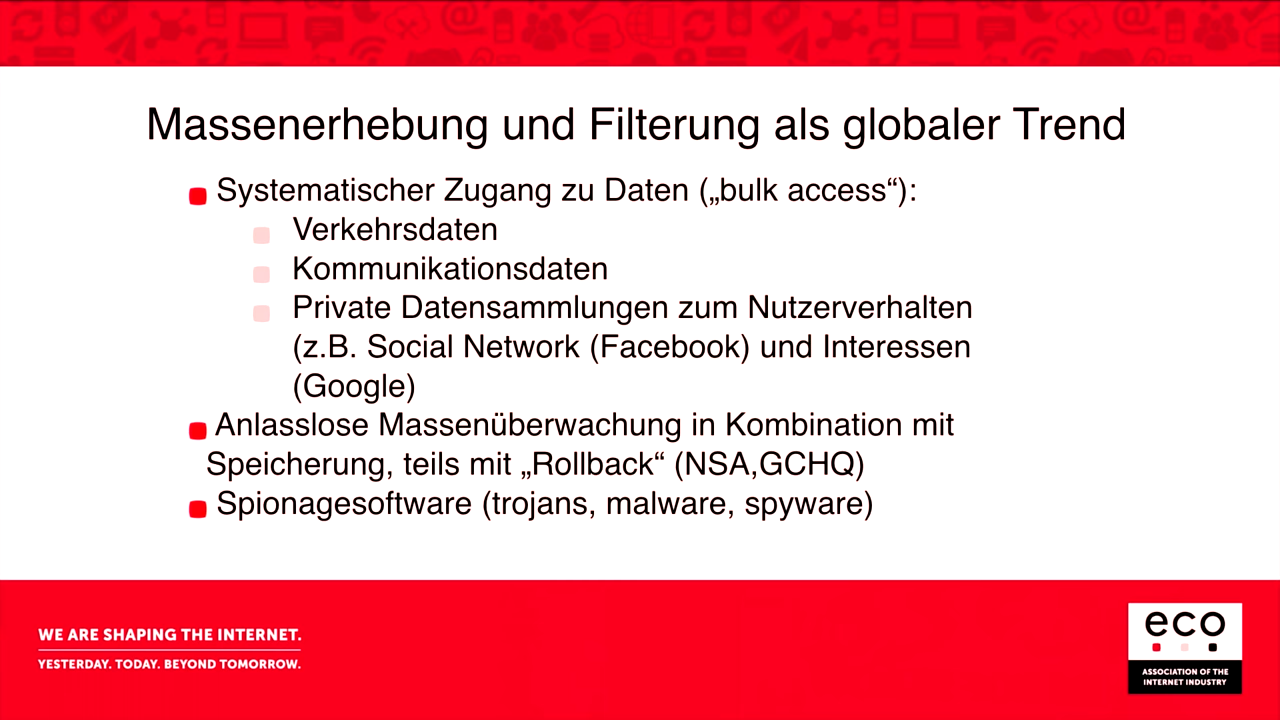 Massenerhebung und Filterung als globaler Trend
Systematischer Zugang zu Daten („bulk access“):
Verkehrsdaten
Kommunikationsdaten
Private Datensammlungen zum Nutzerverhalten
(z.B. Social Network (Facebook) und Interessen
(Google)
Anlasslose Massenüberwachung in Kombination mit
Speicherung, teils mit „Rollback“ (NSA,GCHQ)
Spionagesoftware (trojans, malware, spyware)
WE ARE SHAPING THE INTERNET.
YESTERDAY. TODAY. BEYOND TOMORROW.
eco
ASSOCIATION OF THE
INTERNET INDUSTRY